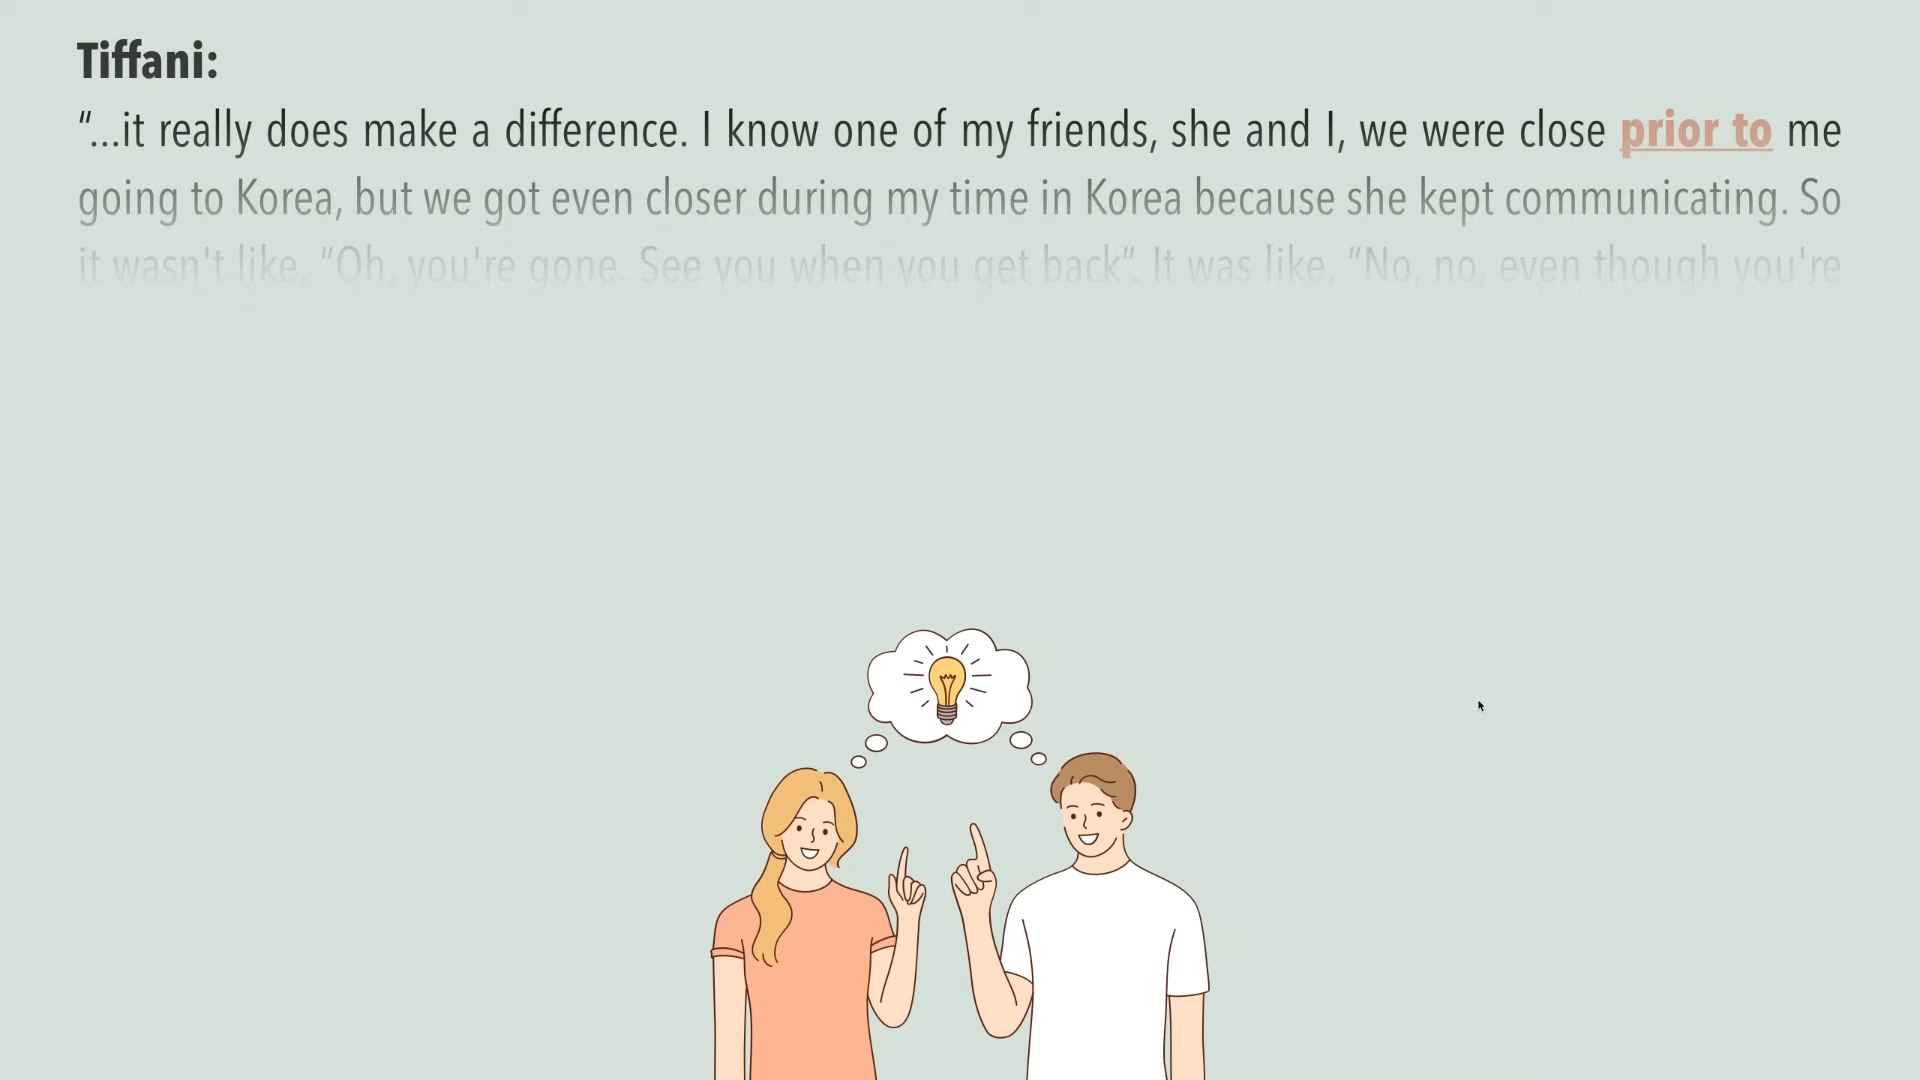 Tiffani:
“...it really does make a difference. I know one of my friends, she and I, we were close prior to me
going to Korea, but we got even closer during my time in Korea because she kept communicating. So
it wasn't like, “Oh, you're gone. See you when you get back”. It was like, “No, no, even though you're